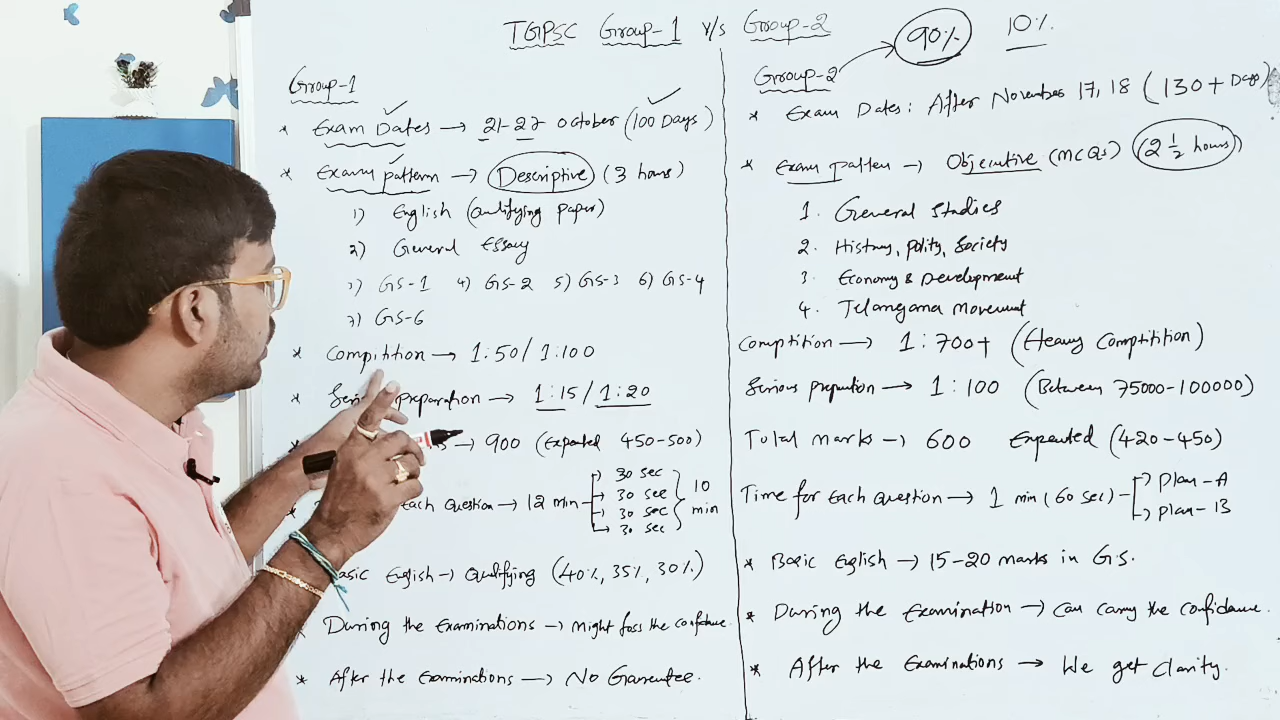 TGPSC Group-1 v/s Group-2
90% 10%
Group-1
* Exam Dates → 21-27 October (100 Days)
* Exam pattern → Descriptive (3 hours)
1) English (Qualifying paper)
2) General Essay
3) GS-1 4) GS-2 5) GS-3 6) GS-4
7) GS-6
* Compitition → 1:50/1:100
* preparation → 1:15/1:20
→ 900 (Expected 450-500)
Each Question → 12 min
30 sec
30 sec
30 sec
30 sec
10 min
Basic English → Qualifying (40%, 35%, 30%)
During the Examinations → might loss the confidence.
* After the Examinations → No Garrentee.
Group-2
* Exam Dates: After November 17, 18 (130+ Days)
* Exam pattern → Objective (MCQs) (2 1/2 hours)
1. General Studies
2. History, polity, Society
3. Economy & Development
4. Telangana Movement
Comptition → 1:700+ (Heavy Comptition)
Serious prepration → 1:100 (Between 75000-100000)
Total marks → 600 Expected (420-450)
Time for Each Question → 1 min (60 sec)
→ plan-A
→ plan-B
* Basic English → 15-20 marks in G.S.
* During the Examination → can carry the confidence.
* After the Examinations → We get clarity.